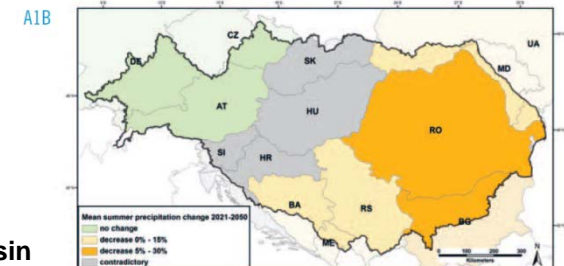 A1B
CZ
UA
DE
SK
MD
AT
HU
RO
SI
HR
BA
RS
BG
ME
sin
Mean summer precipitation change 2021-2050
no change
decrease 0% - 15%
decrease 5% - 30%
contradictory
N
Kilometers